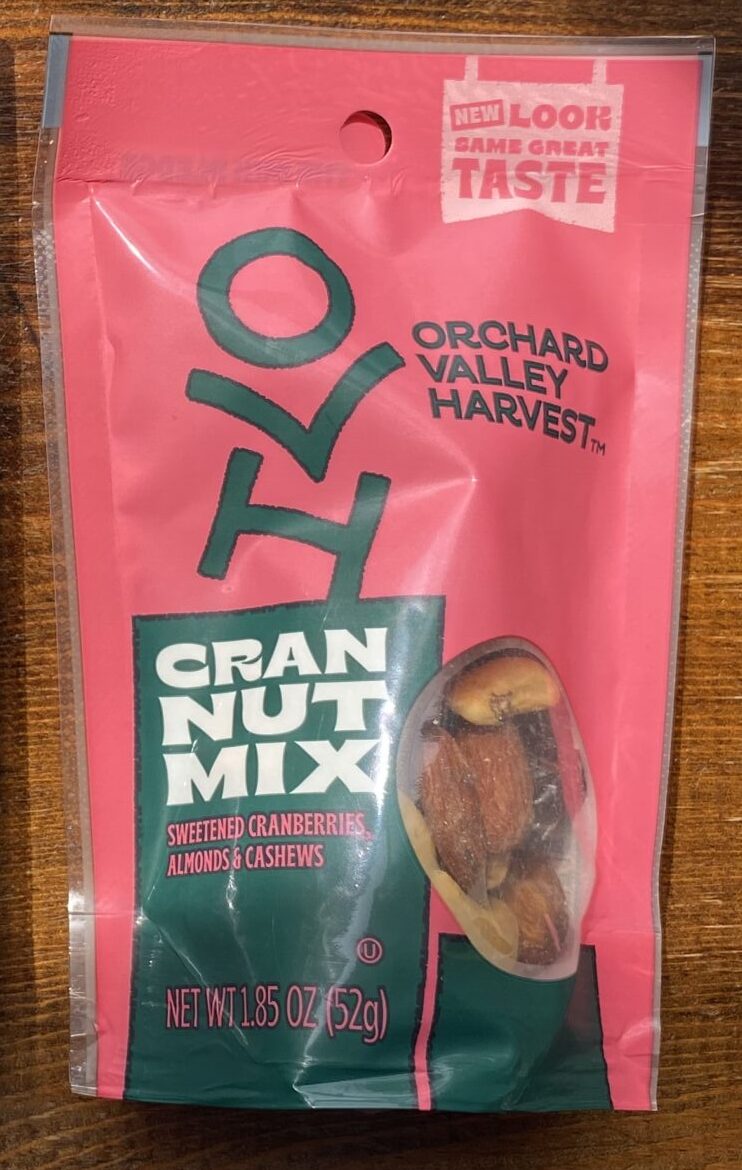 NEW LOOK
SAME GREAT
TASTE
OVH
ORCHARD
VALLEY
HARVEST™
CRAN
NUT
MIX
SWEETENED CRANBERRIES,
ALMONDS & CASHEWS
U
NET WT 1.85 OZ (52g)